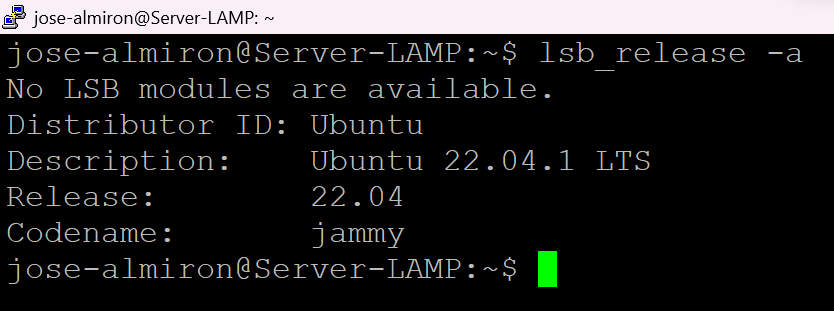 jose-almiron@Server-LAMP: ~
jose-almiron@Server-LAMP:~$ lsb_release -a
No LSB modules are available.
Distributor ID: Ubuntu
Description:    Ubuntu 22.04.1 LTS
Release:        22.04
Codename:       jammy
jose-almiron@Server-LAMP:~$